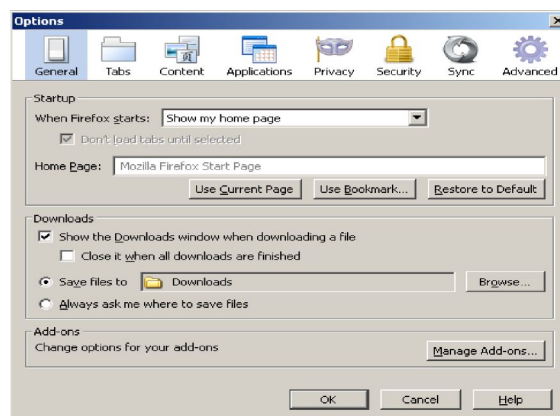 Options
General Tabs Content Applications Privacy Security Sync Advanced
Startup
When Firefox starts: Show my home page
Don't load tabs until selected
Home Page: Mozilla Firefox Start Page
Use Current Page Use Bookmark... Restore to Default
Downloads
Show the Downloads window when downloading a file
Close it when all downloads are finished
Save files to Downloads Browse...
Always ask me where to save files
Add-ons
Change options for your add-ons
Manage Add-ons...
OK Cancel Help